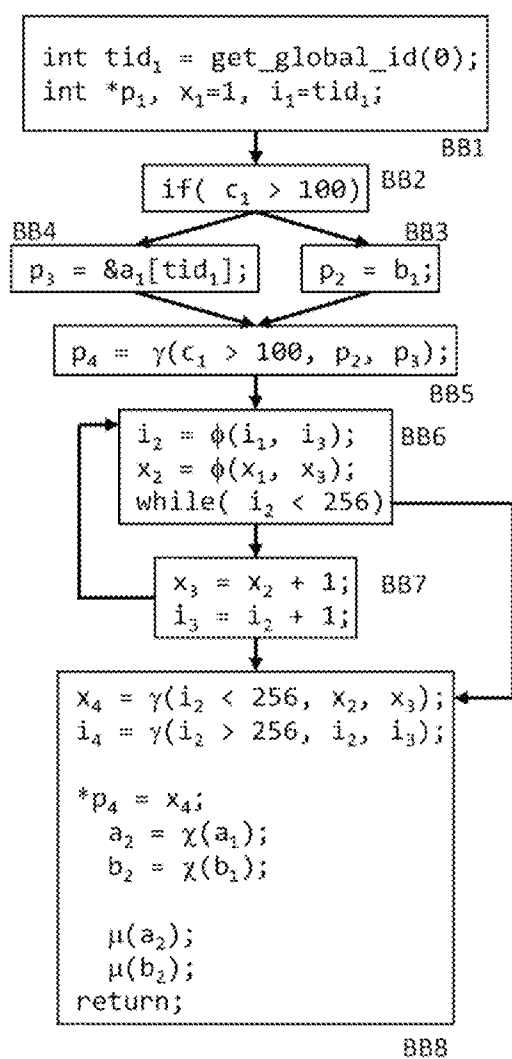 int tid₁ = get_global_id(0);
int *p₁, x₁=1, i₁=tid₁;
BB1
if( c₁ > 100)
BB2
BB4
BB3
p₃ = &a₁[tid₁];
p₂ = b₁;
p₄ = γ(c₁ > 100, p₂, p₃);
BB5
i₂ = ϕ(i₁, i₃);
BB6
x₂ = ϕ(x₁, x₃);
while( i₂ < 256)
x₃ = x₂ + 1;
BB7
i₃ = i₂ + 1;
x₄ = γ(i₂ < 256, x₂, x₃);
i₄ = γ(i₂ > 256, i₂, i₃);
*p₄ = x₄;
a₂ = χ(a₁);
b₂ = χ(b₁);
μ(a₂);
μ(b₂);
return;
BB8